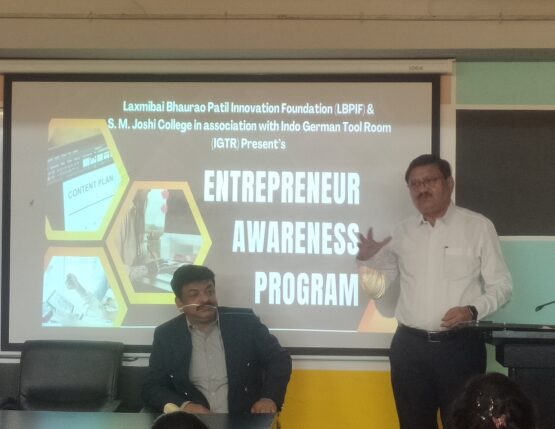 Laxmibai Bhaurao Patil Innovation Foundation (LBPIF) &
S. M. Joshi College in association with Indo German Tool Room
(IGTR) Present's
ENTREPRENEUR
AWARENESS
PROGRAM
CONTENT PLAN